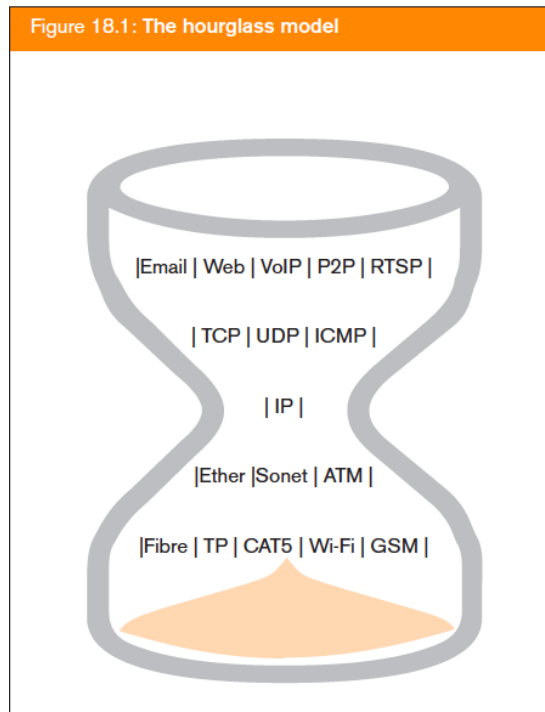 Figure 18.1: The hourglass model
|Email | Web | VoIP | P2P | RTSP |
| TCP | UDP | ICMP |
| IP |
|Ether |Sonet | ATM |
|Fibre | TP | CAT5 | Wi-Fi | GSM |